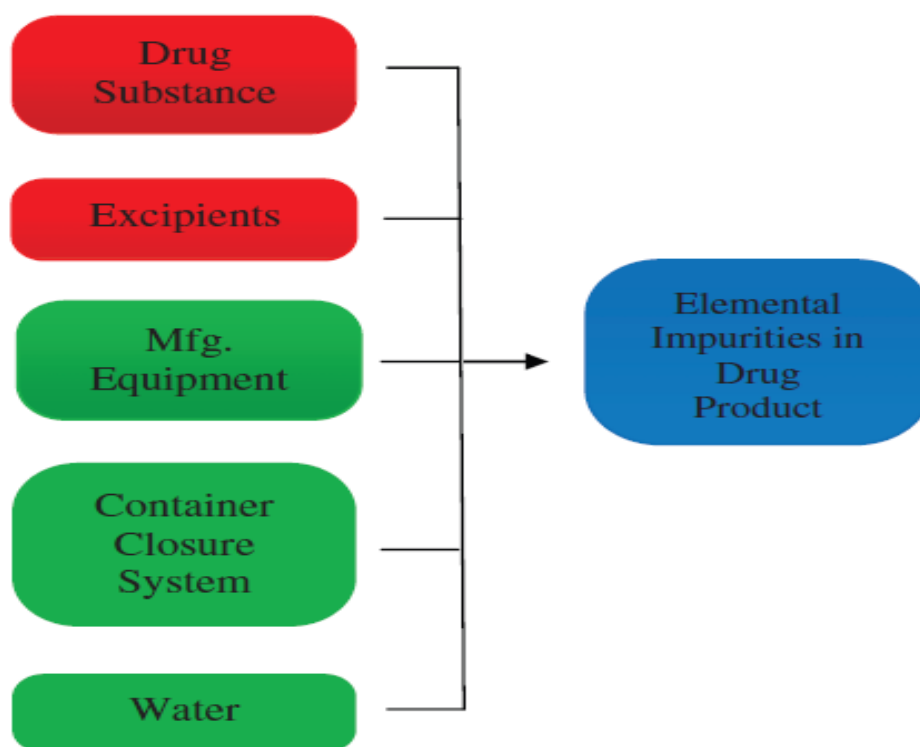 Drug
Substance
Excipients
Mfg.
Equipment
Container
Closure
System
Water
Elemental
Impurities in
Drug
Product